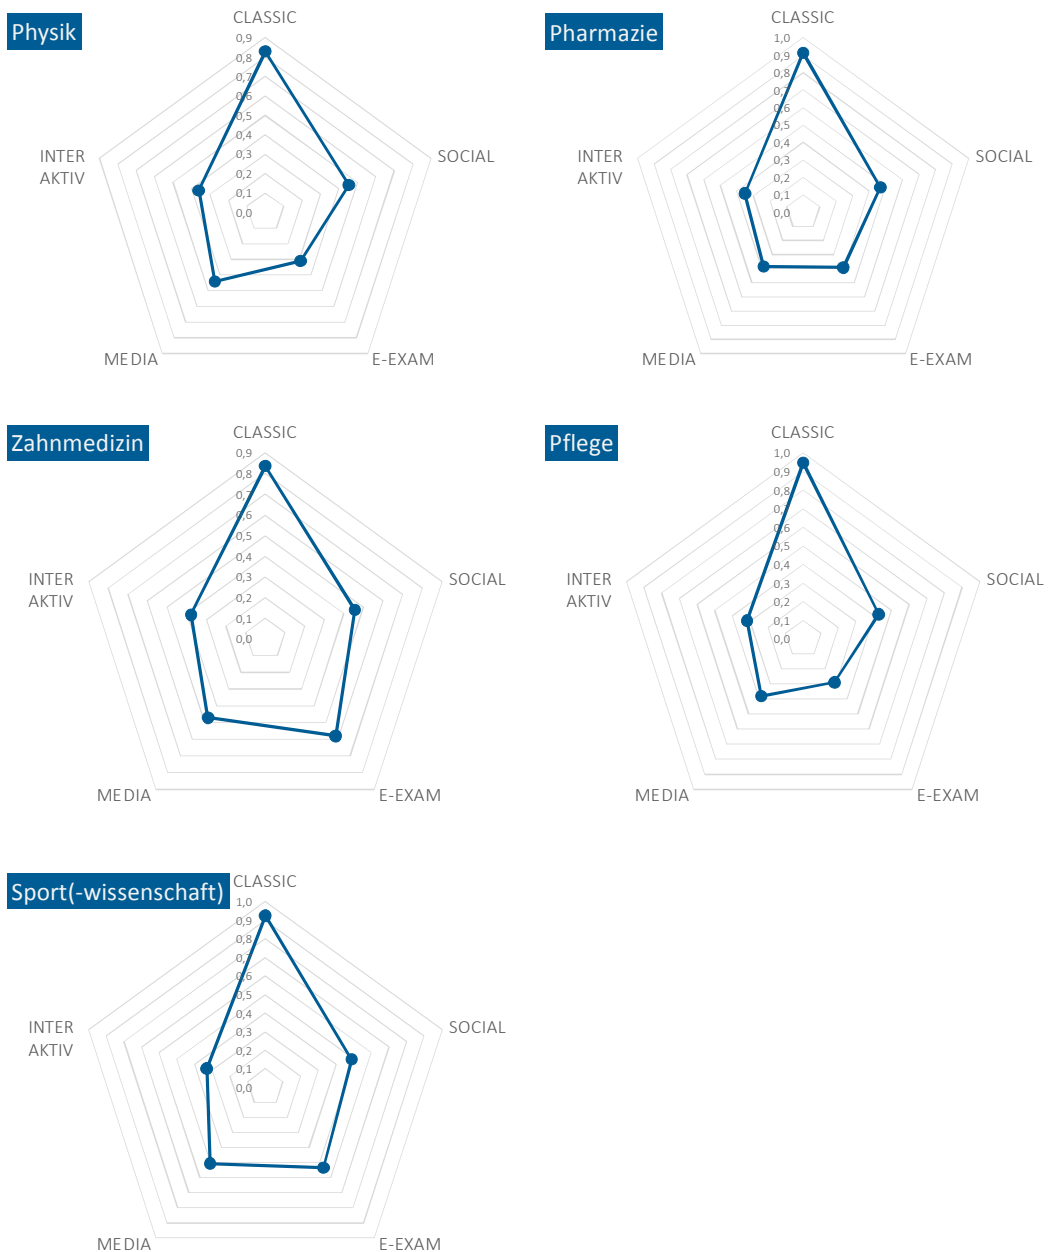 Physik
CLASSIC
0,9
0,8
0,7
0,6
0,5
0,4
0,3
0,2
0,1
0,0
INTER
AKTIV
SOCIAL
MEDIA
E-EXAM
Pharmazie
CLASSIC
1,0
0,9
0,8
0,7
0,6
0,5
0,4
0,3
0,2
0,1
0,0
INTER
AKTIV
SOCIAL
MEDIA
E-EXAM
Zahnmedizin
CLASSIC
0,9
0,8
0,7
0,6
0,5
0,4
0,3
0,2
0,1
0,0
INTER
AKTIV
SOCIAL
MEDIA
E-EXAM
Pflege
CLASSIC
1,0
0,9
0,8
0,7
0,6
0,5
0,4
0,3
0,2
0,1
0,0
INTER
AKTIV
SOCIAL
MEDIA
E-EXAM
Sport(-wissenschaft)
CLASSIC
1,0
0,9
0,8
0,7
0,6
0,5
0,4
0,3
0,2
0,1
0,0
INTER
AKTIV
SOCIAL
MEDIA
E-EXAM